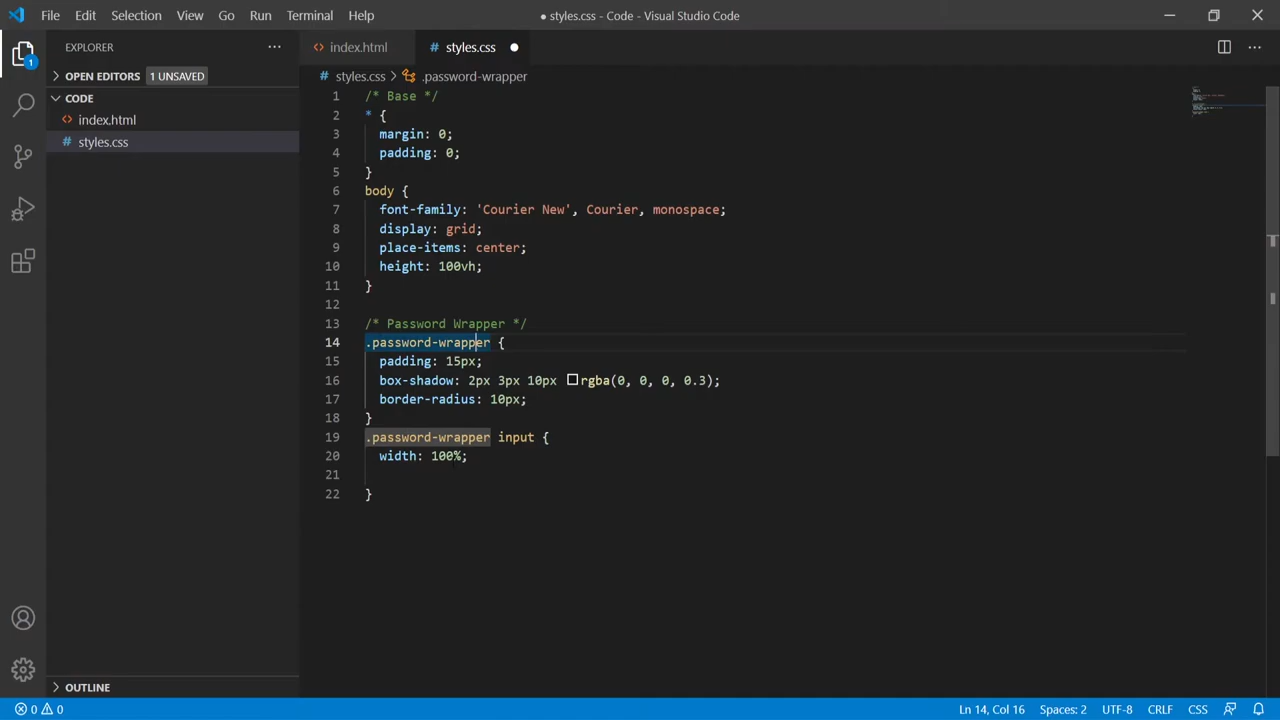 File Edit Selection View Go Run Terminal Help
● styles.css - Code - Visual Studio Code
EXPLORER
OPEN EDITORS 1 UNSAVED
CODE
index.html
styles.css
OUTLINE
1
index.html
styles.css
styles.css > .password-wrapper
1 /* Base */
2 * {
3 margin: 0;
4 padding: 0;
5 }
6 body {
7 font-family: 'Courier New', Courier, monospace;
8 display: grid;
9 place-items: center;
10 height: 100vh;
11 }
12
13 /* Password Wrapper */
14 .password-wrapper {
15 padding: 15px;
16 box-shadow: 2px 3px 10px rgba(0, 0, 0, 0.3);
17 border-radius: 10px;
18 }
19 .password-wrapper input {
20 width: 100%;
21
22 }
0 0 Ln 14, Col 16 Spaces: 2 UTF-8 CRLF CSS